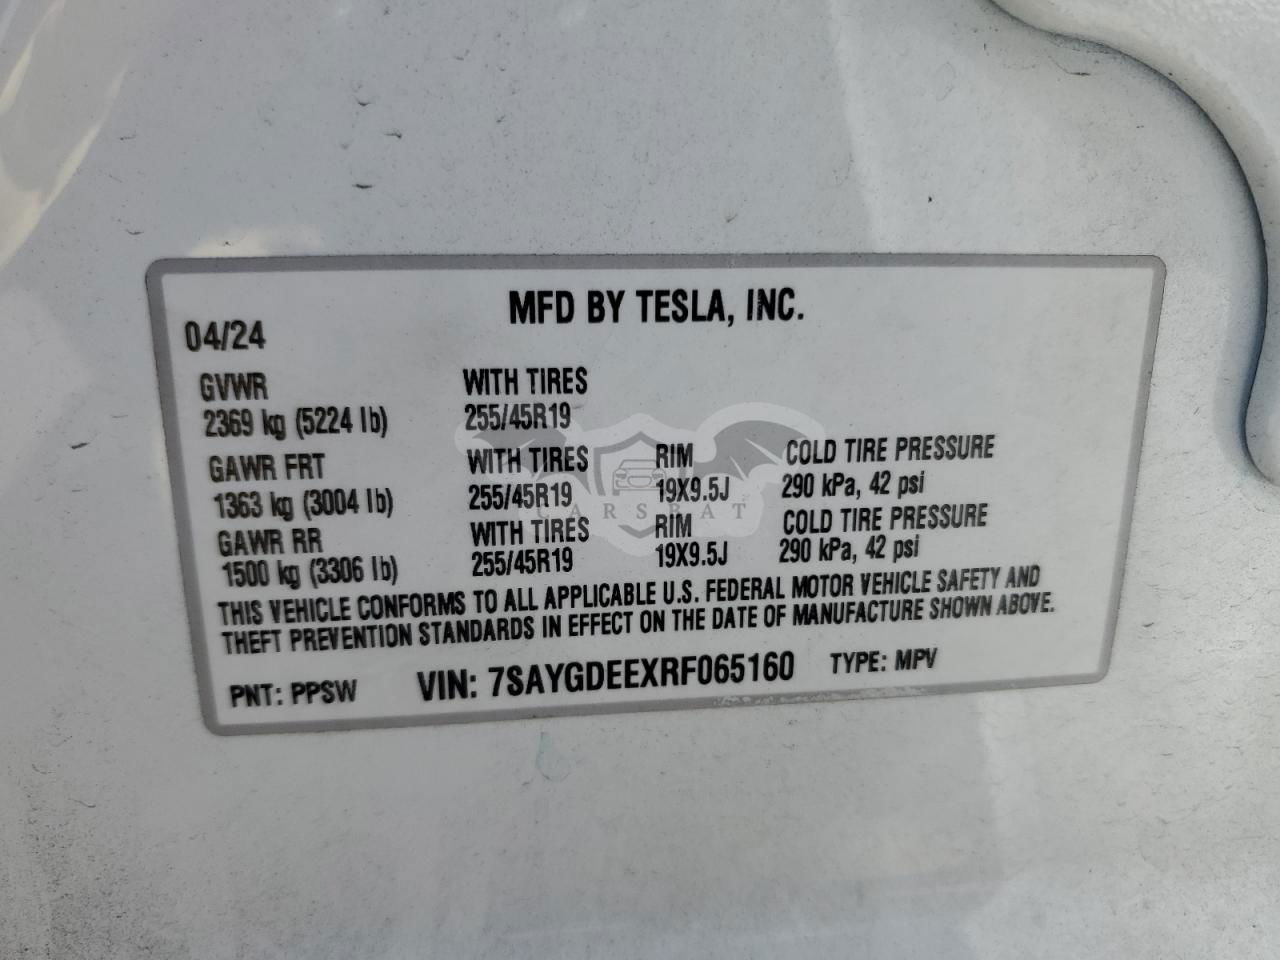 MFD BY TESLA, INC.
04/24
GVWR WITH TIRES
2369 kg (5224 lb) 255/45R19
GAWR FRT WITH TIRES RIM COLD TIRE PRESSURE
1363 kg (3004 lb) 255/45R19 19X9.5J 290 kPa, 42 psi
GAWR RR WITH TIRES RIM COLD TIRE PRESSURE
1500 kg (3306 lb) 255/45R19 19X9.5J 290 kPa, 42 psi
THIS VEHICLE CONFORMS TO ALL APPLICABLE U.S. FEDERAL MOTOR VEHICLE SAFETY AND
THEFT PREVENTION STANDARDS IN EFFECT ON THE DATE OF MANUFACTURE SHOWN ABOVE.
PNT: PPSW VIN: 7SAYGDEEXRF065160 TYPE: MPV
CARSBAT